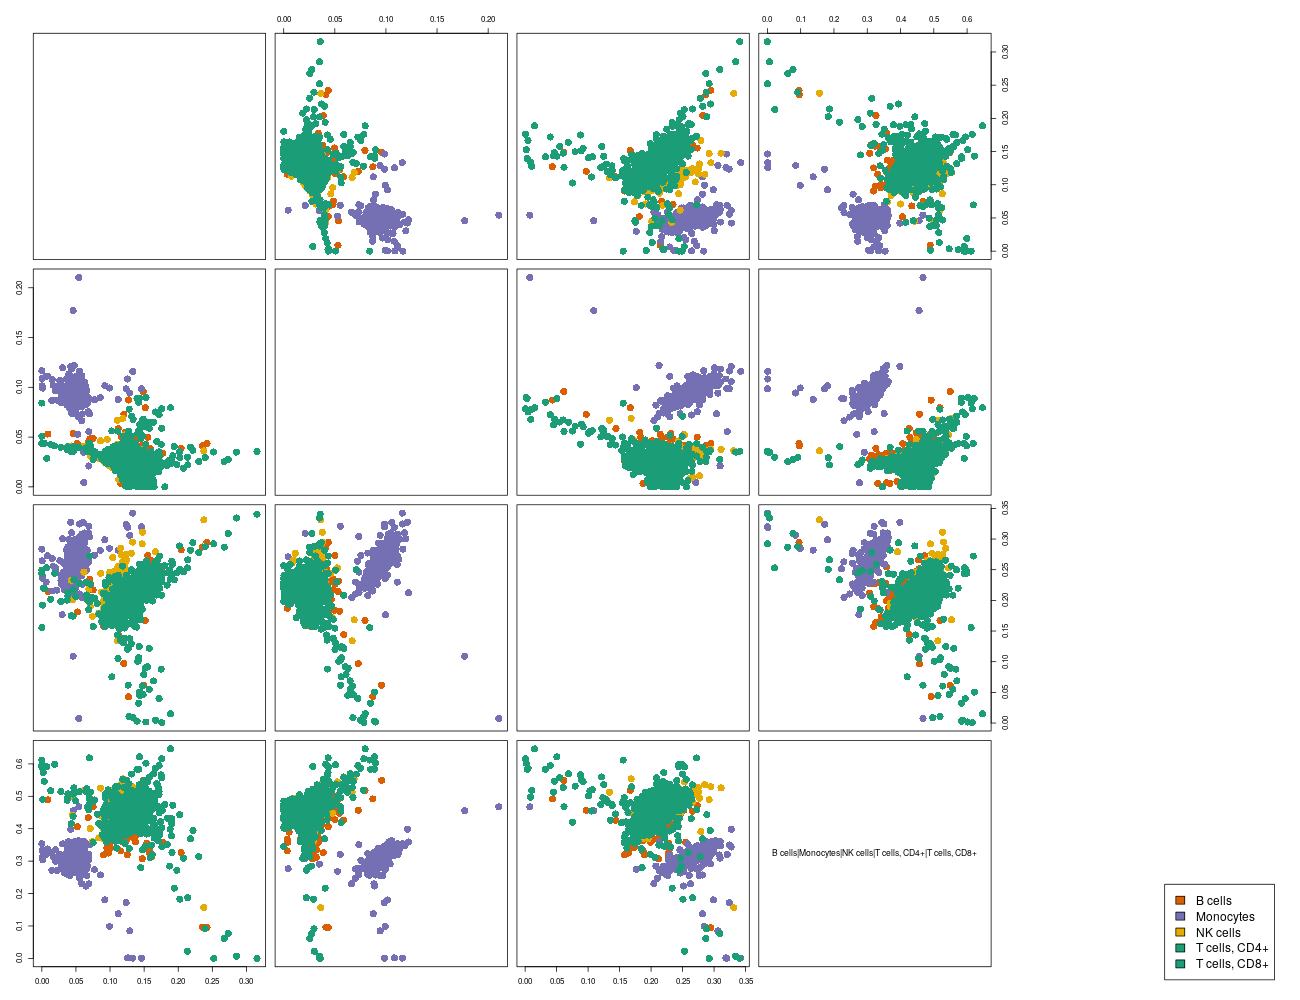 0.00 0.05 0.10 0.20
0.0 0.1 0.2 0.3 0.4 0.5 0.6
0.00 0.05 0.10 0.15 0.20 0.25 0.30
0.00 0.05 0.10 0.15 0.20
0.00 0.05 0.10 0.15 0.20 0.25 0.30 0.35
0.0 0.1 0.2 0.3 0.4 0.5 0.6
B cells|Monocytes|NK cells|T cells, CD4+|T cells, CD8+
0.00 0.05 0.10 0.15 0.20 0.30
0.00 0.05 0.10 0.15 0.20 0.25 0.30 0.35
B cells
Monocytes
NK cells
T cells, CD4+
T cells, CD8+